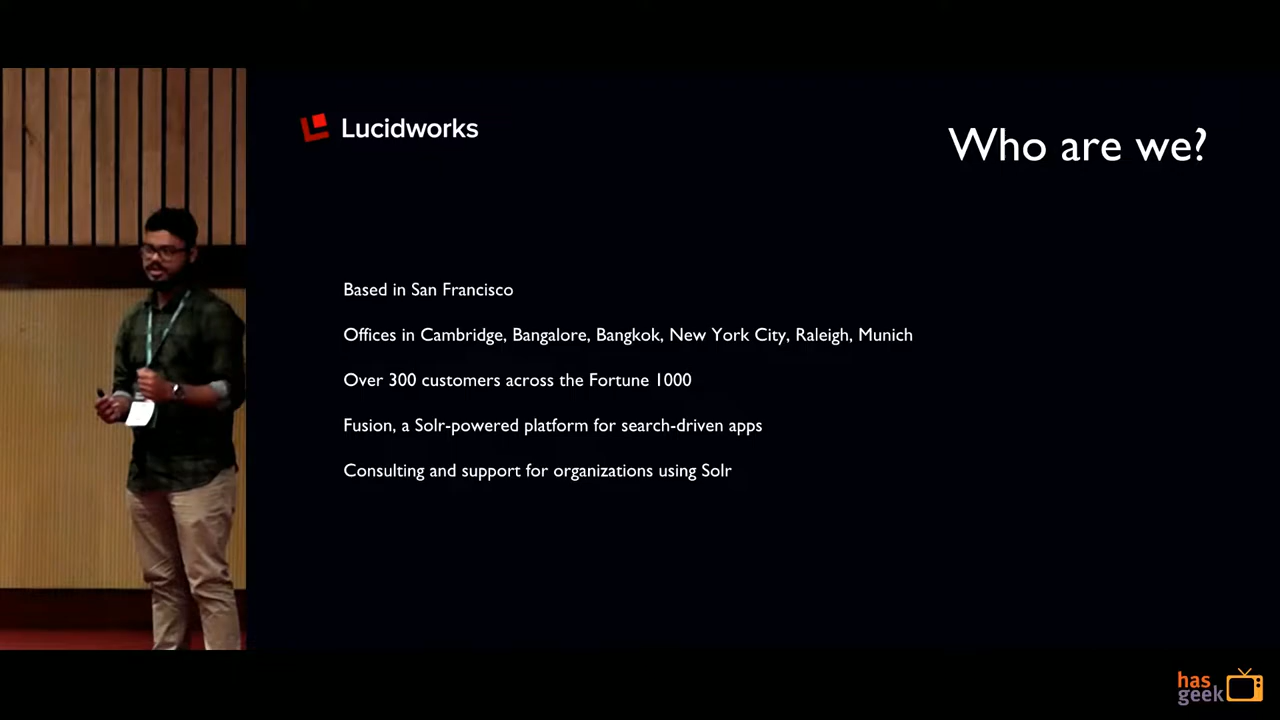 Lucidworks
Who are we?
Based in San Francisco
Offices in Cambridge, Bangalore, Bangkok, New York City, Raleigh, Munich
Over 300 customers across the Fortune 1000
Fusion, a Solr-powered platform for search-driven apps
Consulting and support for organizations using Solr
has
geek